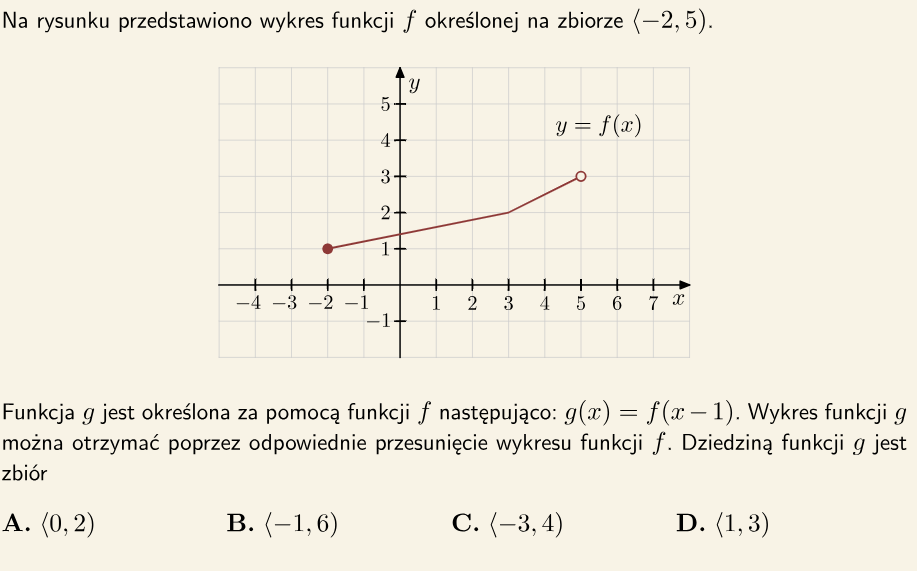 Na rysunku przedstawiono wykres funkcji f określonej na zbiorze ⟨−2, 5).
y
5
y = f(x)
4
3
2
1
−4 −3 −2 −1 1 2 3 4 5 6 7 x
−1
Funkcja g jest określona za pomocą funkcji f następująco: g(x) = f(x − 1). Wykres funkcji g
można otrzymać poprzez odpowiednie przesunięcie wykresu funkcji f. Dziedziną funkcji g jest
zbiór
A. ⟨0, 2) B. ⟨−1, 6) C. ⟨−3, 4) D. ⟨1, 3)